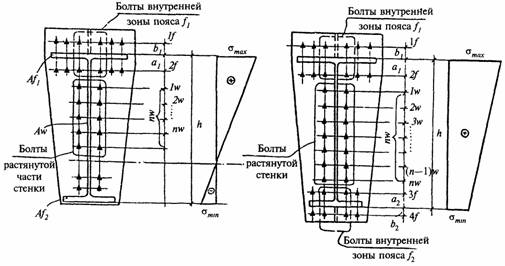 Болты внутренней
зоны пояса f₁
1f
b₁
σmax
Af₁
a₁
2f
1w
2w
nw
Aw
nw
h
Болты
растянутой
части
стенки
Af₂
σmin
Болты внутренней
зоны пояса f₁
1f
b₁
σmax
a₁
2f
1w
2w
3w
nw
h
Болты
растянутой
стенки
(n-1)w
nw
3f
a₂
4f
b₂
σmin
Болты внутренней
зоны пояса f₂